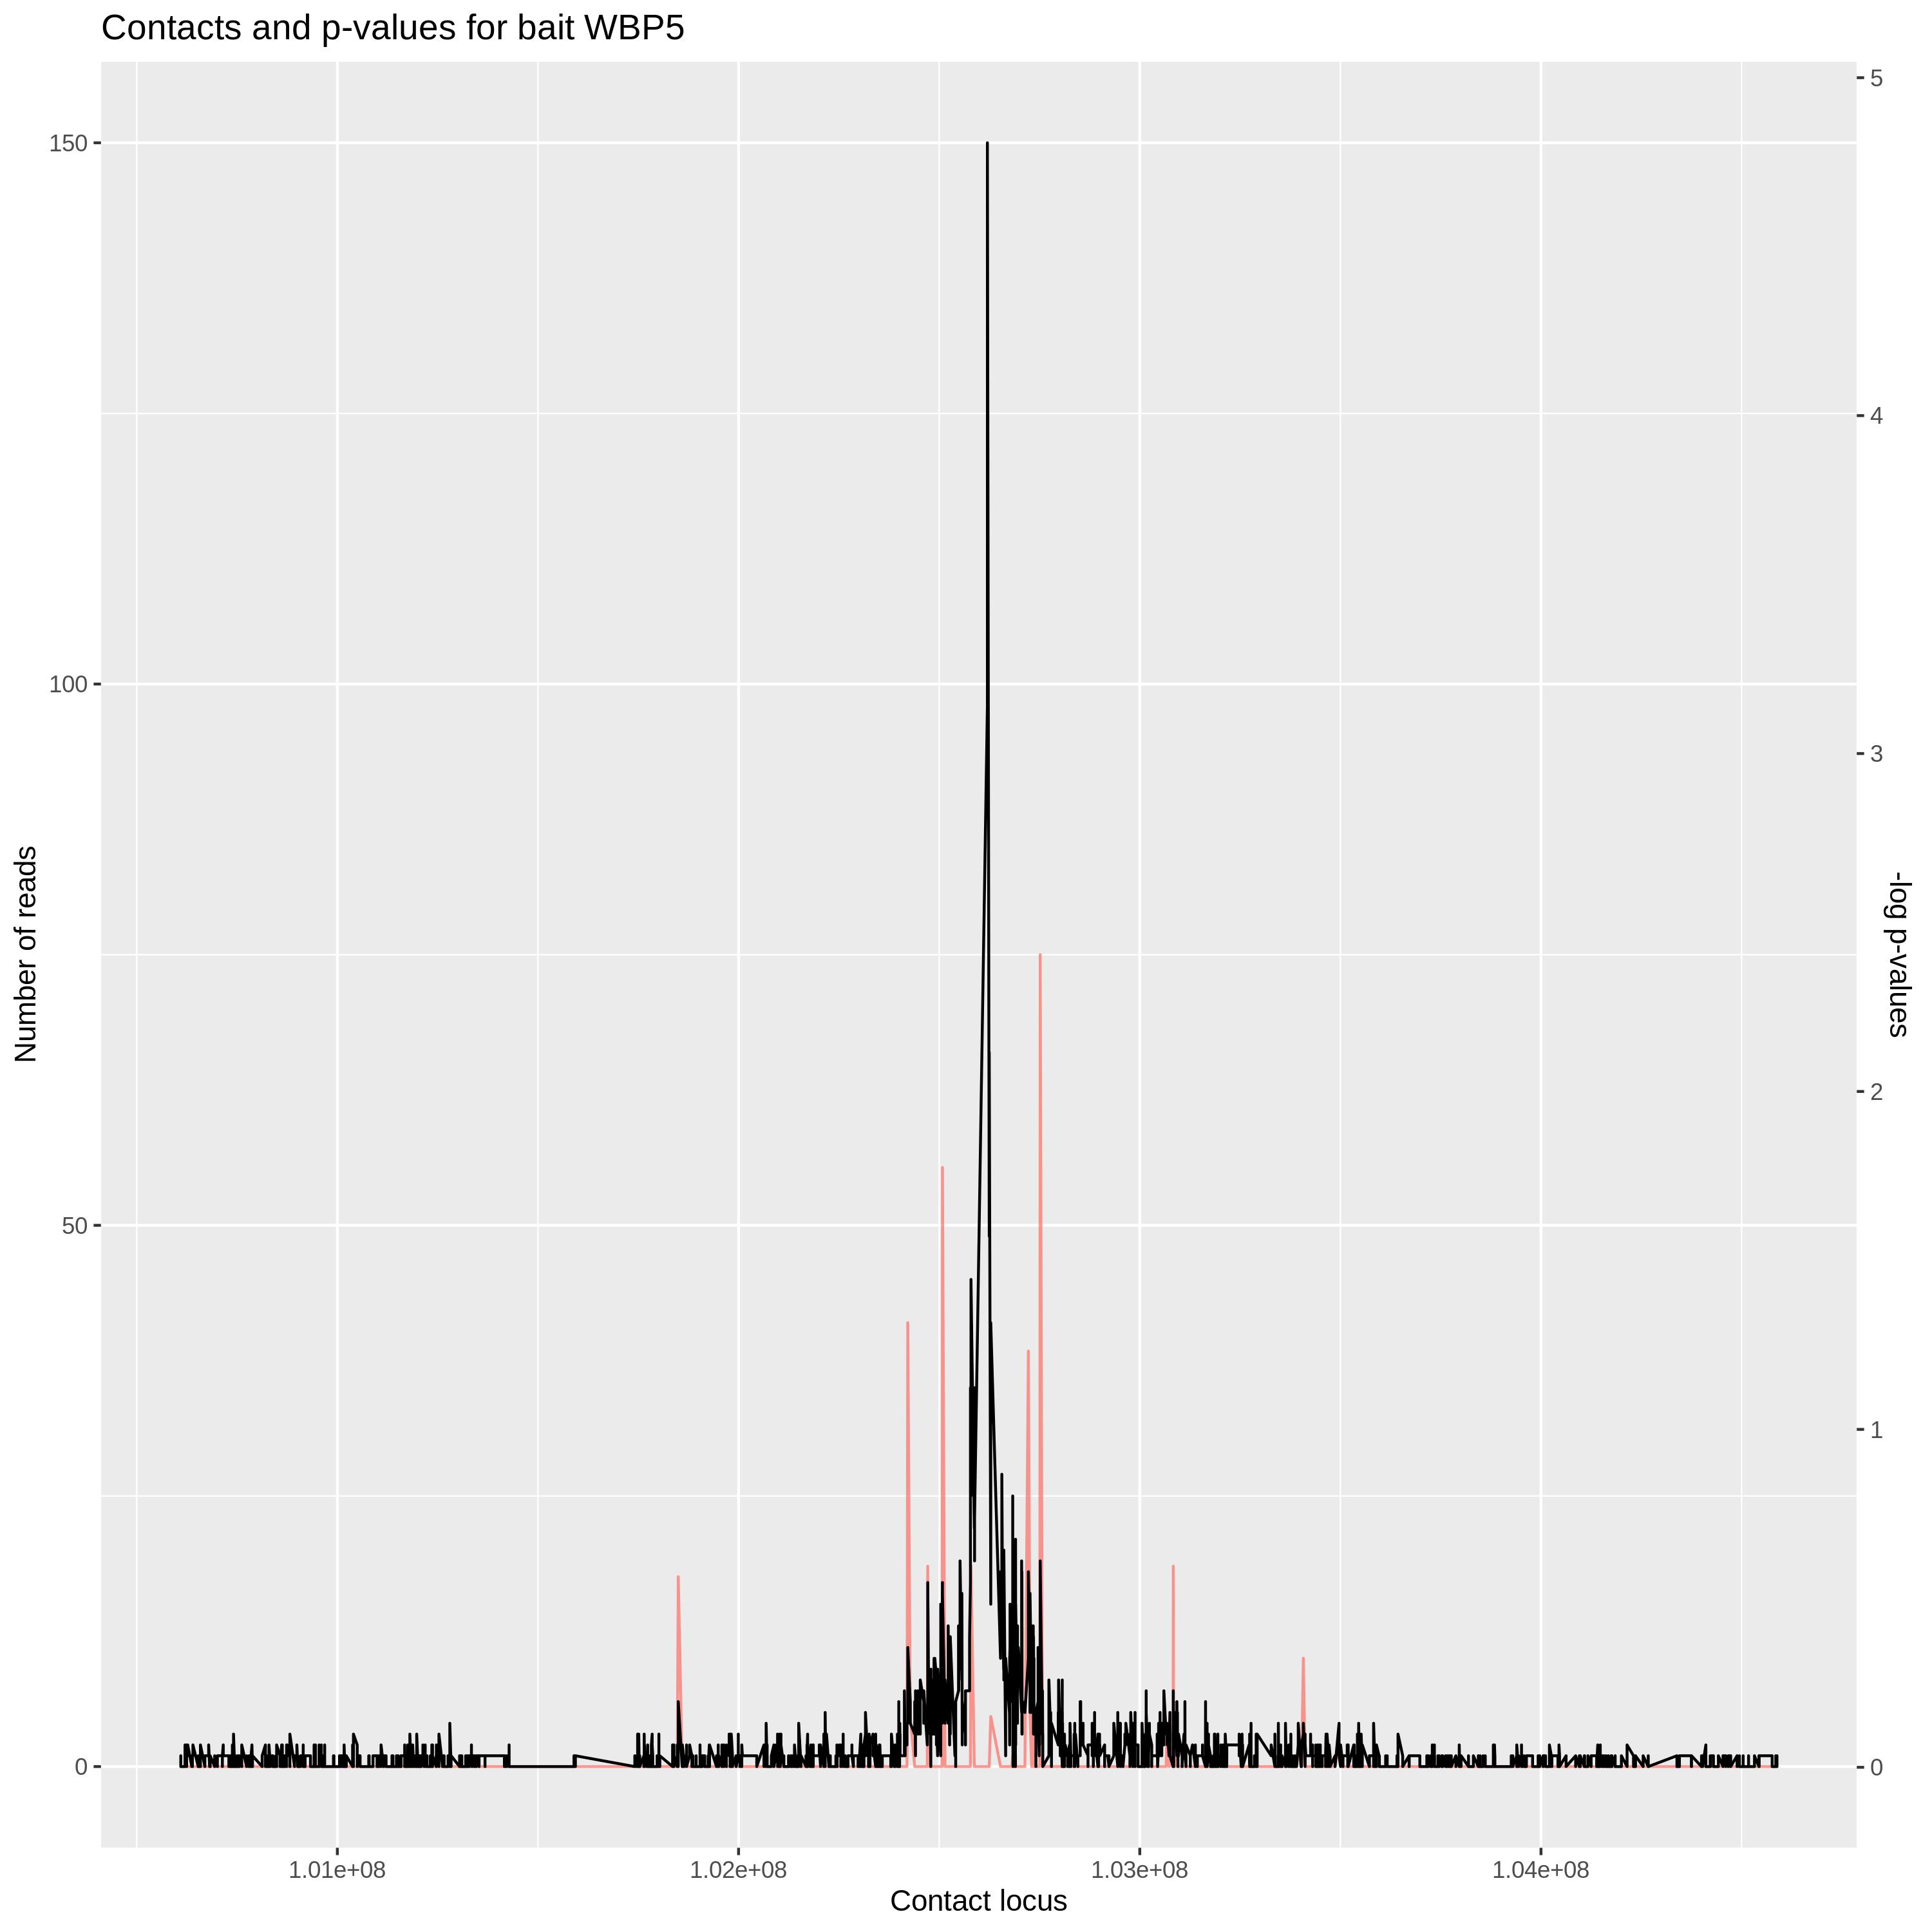 Contacts and p-values for bait WBP5
150
100
50
0
Number of reads
5
4
3
2
1
0
-log p-values
1.01e+08 1.02e+08 1.03e+08 1.04e+08
Contact locus